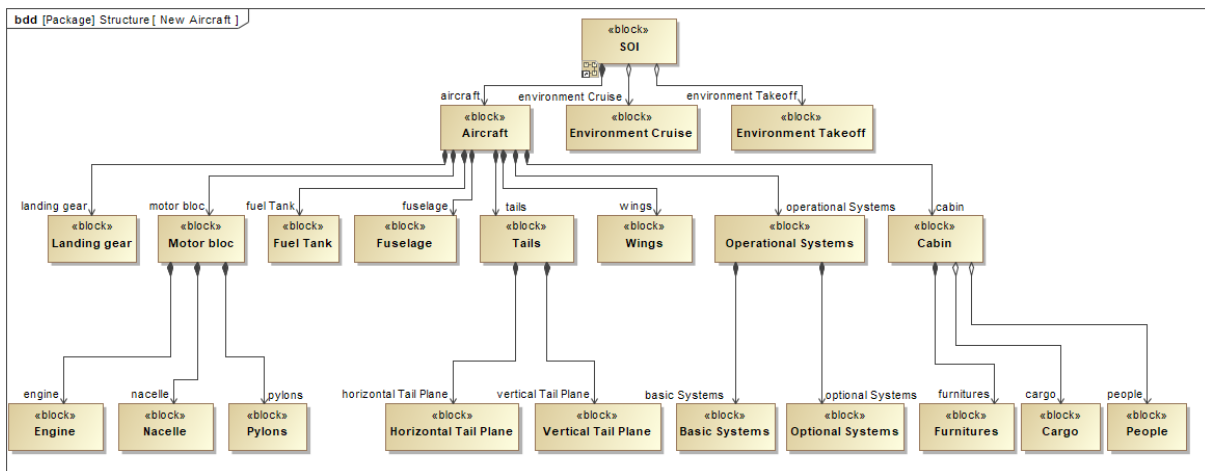 bdd [Package] Structure [ New Aircraft ]
«block»
SOI
aircraft
environment Cruise
environment Takeoff
«block»
Aircraft
«block»
Environment Cruise
«block»
Environment Takeoff
landing gear
motor bloc
fuel Tank
fuselage
tails
wings
operational Systems
cabin
«block»
Landing gear
«block»
Motor bloc
«block»
Fuel Tank
«block»
Fuselage
«block»
Tails
«block»
Wings
«block»
Operational Systems
«block»
Cabin
engine
nacelle
pylons
horizontal Tail Plane
vertical Tail Plane
basic Systems
optional Systems
furnitures
cargo
people
«block»
Engine
«block»
Nacelle
«block»
Pylons
«block»
Horizontal Tail Plane
«block»
Vertical Tail Plane
«block»
Basic Systems
«block»
Optional Systems
«block»
Furnitures
«block»
Cargo
«block»
People